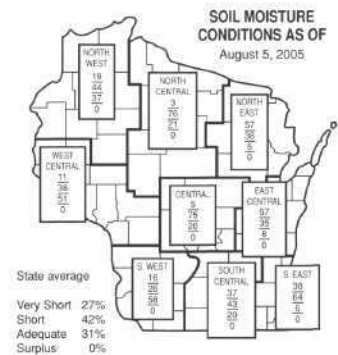 SOIL MOISTURE
CONDITIONS AS OF
August 5, 2005
NORTH
WEST
19
44
37
0
NORTH
CENTRAL
3
76
21
0
NORTH
EAST
57
38
5
0
WEST
CENTRAL
11
38
51
0
CENTRAL
5
75
20
0
EAST
CENTRAL
57
35
8
0
S. WEST
16
26
58
0
SOUTH
CENTRAL
37
43
20
0
S. EAST
30
64
6
0
State average
Very Short 27%
Short 42%
Adequate 31%
Surplus 0%